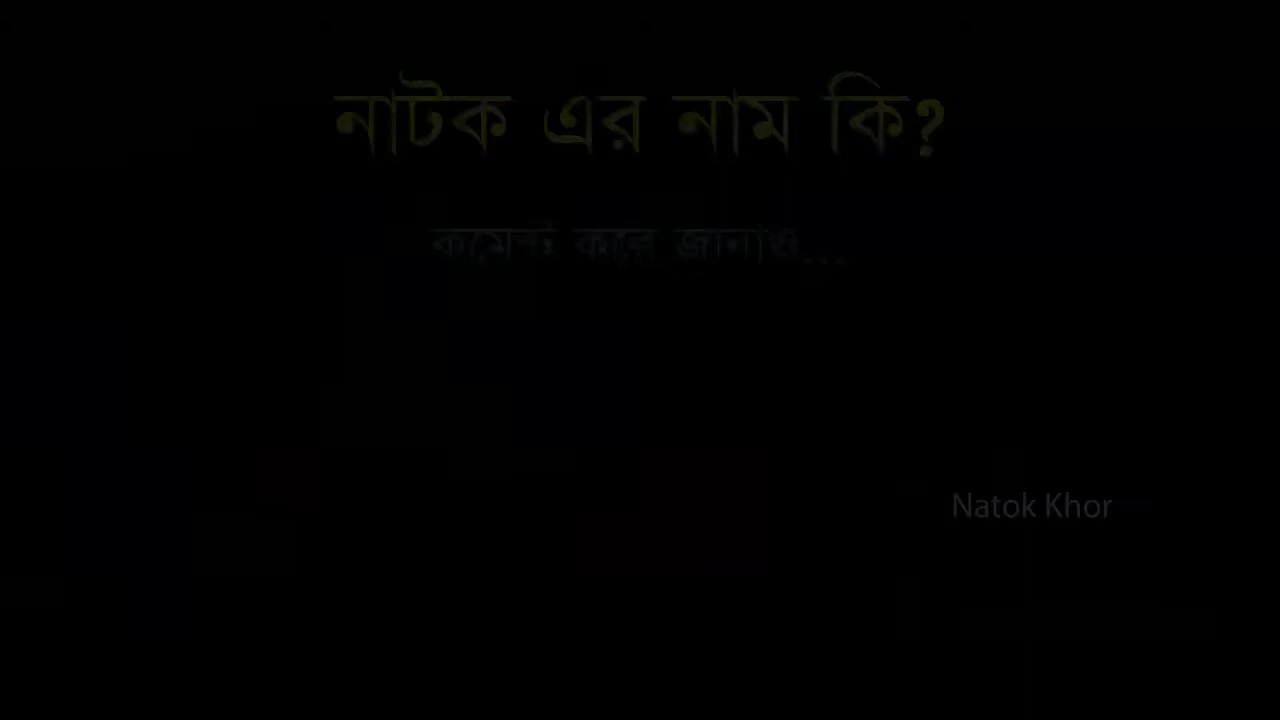 নাটক এর নাম কি?
কমেন্ট করে জানাও...
Natok Khor